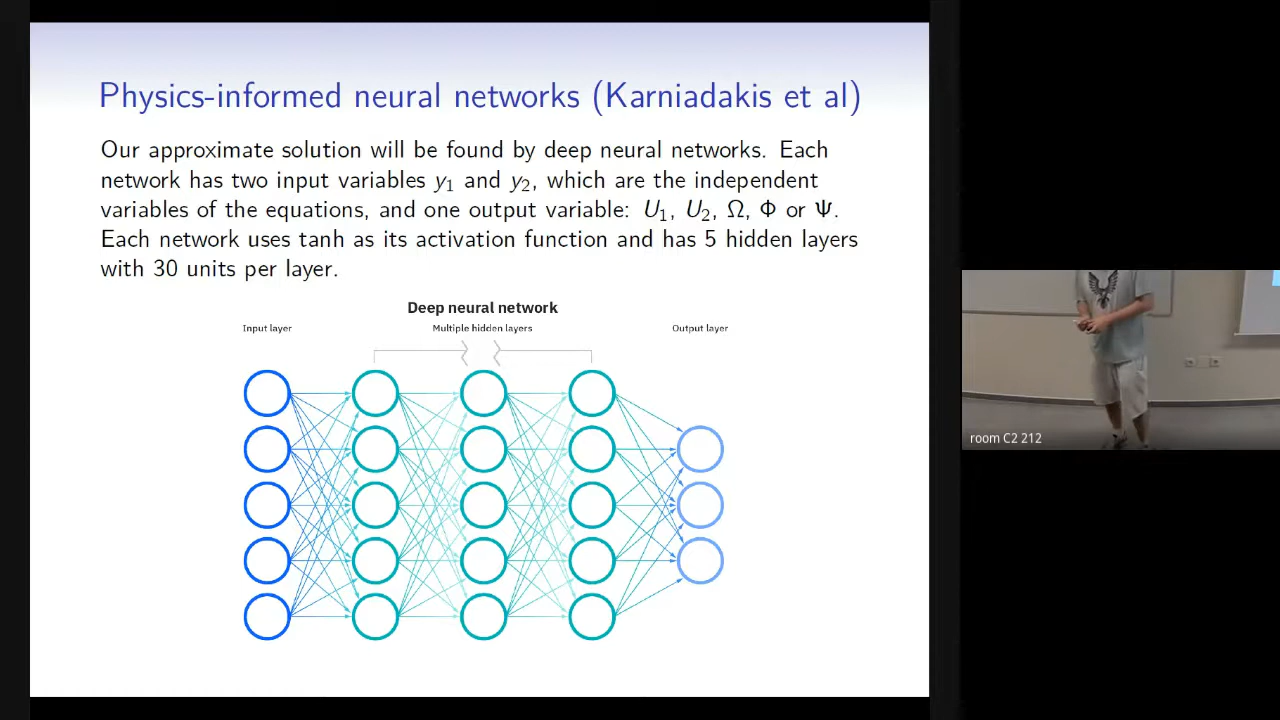 Physics-informed neural networks (Karniadakis et al)
Our approximate solution will be found by deep neural networks. Each
network has two input variables y₁ and y₂, which are the independent
variables of the equations, and one output variable: U₁, U₂, Ω, Φ or Ψ.
Each network uses tanh as its activation function and has 5 hidden layers
with 30 units per layer.
Deep neural network
Input layer
Multiple hidden layers
Output layer
room C2 212